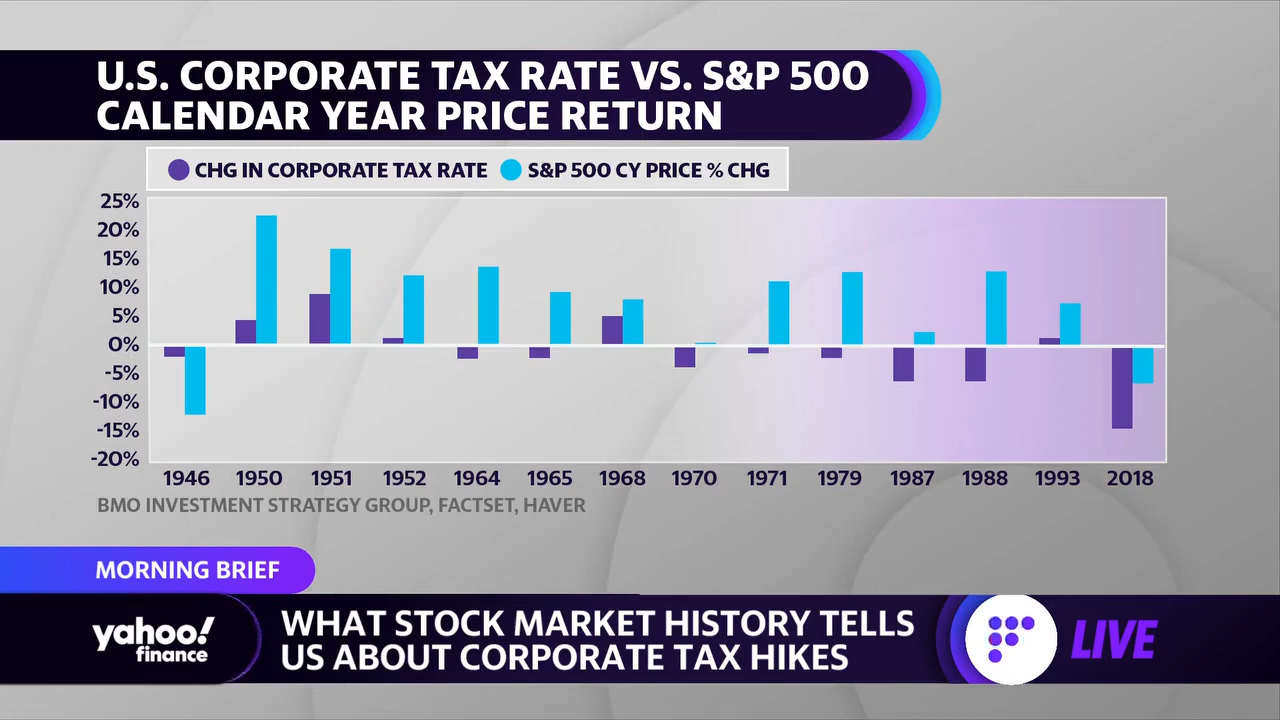 U.S. CORPORATE TAX RATE VS. S&P 500
CALENDAR YEAR PRICE RETURN
CHG IN CORPORATE TAX RATE S&P 500 CY PRICE % CHG
25%
20%
15%
10%
5%
0%
-5%
-10%
-15%
-20%
1946 1950 1951 1952 1964 1965 1968 1970 1971 1979 1987 1988 1993 2018
BMO INVESTMENT STRATEGY GROUP, FACTSET, HAVER
MORNING BRIEF
yahoo!
finance
WHAT STOCK MARKET HISTORY TELLS
US ABOUT CORPORATE TAX HIKES
LIVE